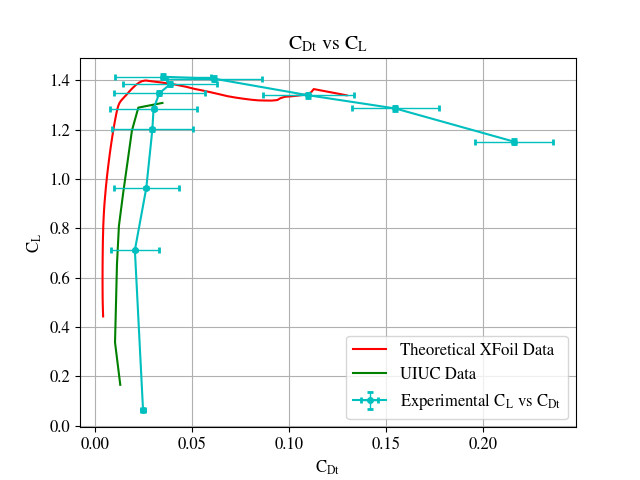 C_Dt vs C_L
1.4
1.2
1.0
0.8
0.6
0.4
0.2
0.0
C_L
Theoretical XFoil Data
UIUC Data
Experimental C_L vs C_Dt
0.00 0.05 0.10 0.15 0.20
C_Dt